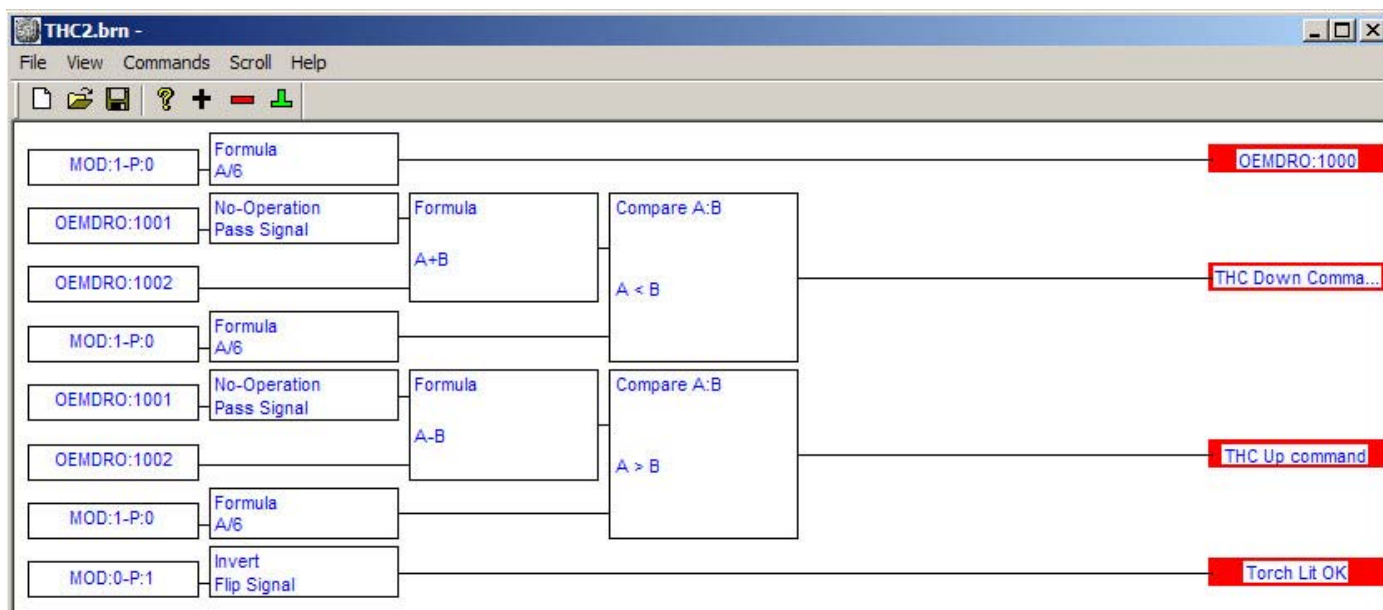 THC2.brn -
File View Commands Scroll Help
MOD:1-P:0
Formula
A/6
OEMDRO:1000
OEMDRO:1001
No-Operation
Pass Signal
Formula
A+B
Compare A:B
A < B
THC Down Comma...
OEMDRO:1002
MOD:1-P:0
Formula
A/6
OEMDRO:1001
No-Operation
Pass Signal
Formula
A-B
Compare A:B
A > B
THC Up command
OEMDRO:1002
MOD:1-P:0
Formula
A/6
MOD:0-P:1
Invert
Flip Signal
Torch Lit OK